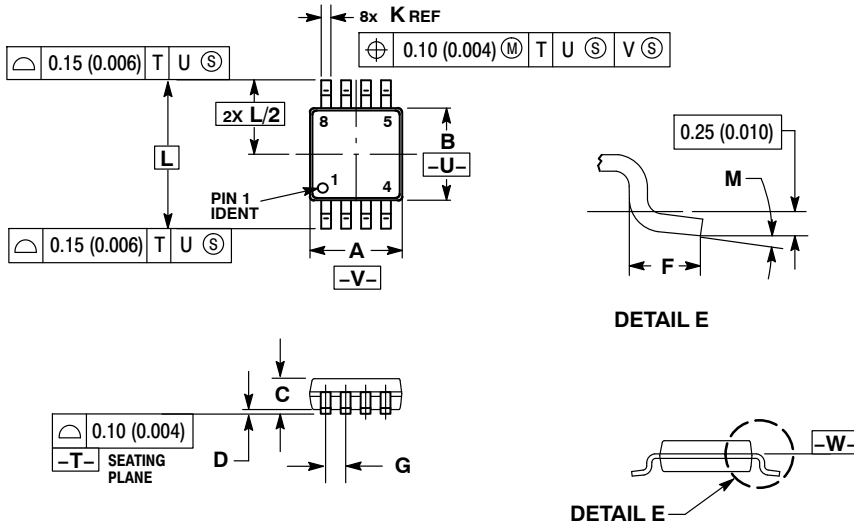 8x K REF
⌖ 0.10 (0.004) Ⓜ T U Ⓢ V Ⓢ
⌓ 0.15 (0.006) T U Ⓢ
2X L/2
L
8 5
B
–U–
1 4
PIN 1
IDENT
⌓ 0.15 (0.006) T U Ⓢ
A
–V–
0.25 (0.010)
M
F
DETAIL E
C
⌓ 0.10 (0.004)
–T– SEATING
PLANE
D
G
–W–
DETAIL E